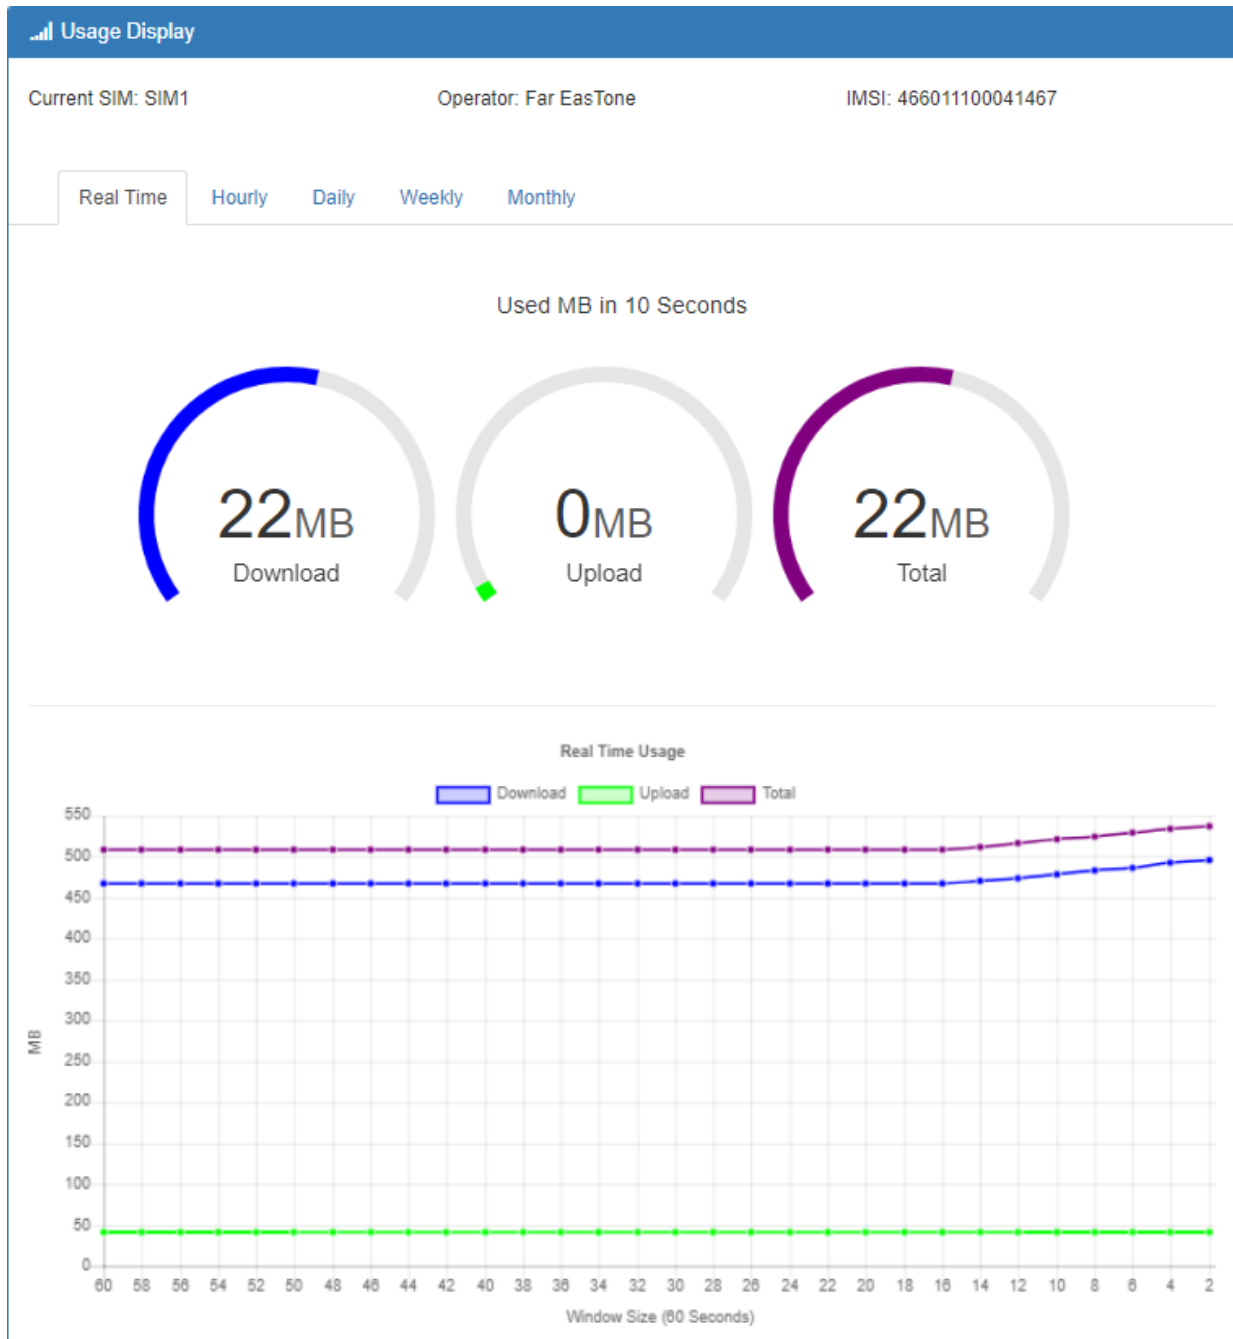 Usage Display
Current SIM: SIM1 Operator: Far EasTone IMSI: 466011100041467
Real Time Hourly Daily Weekly Monthly
Used MB in 10 Seconds
22MB 0MB 22MB
Download Upload Total
Real Time Usage
Download Upload Total
550
500
450
400
350
300
250
200
150
100
50
0
MB
60 58 56 54 52 50 48 46 44 42 40 38 36 34 32 30 28 26 24 22 20 18 16 14 12 10 8 6 4 2
Window Size (60 Seconds)